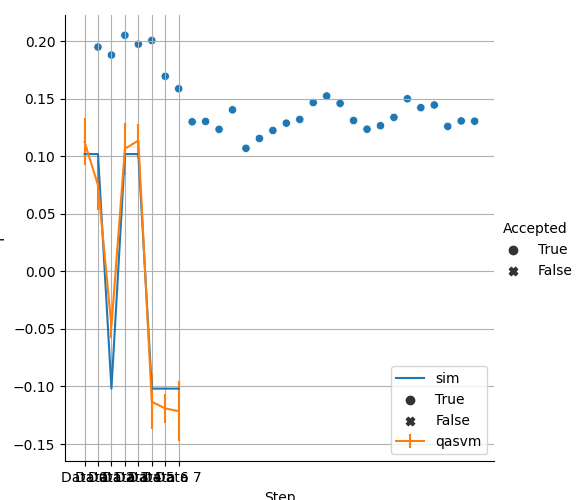 0.20
0.15
0.10
0.05
0.00
−0.05
−0.10
−0.15
Accepted
True
False
sim
True
False
qasvm
Step